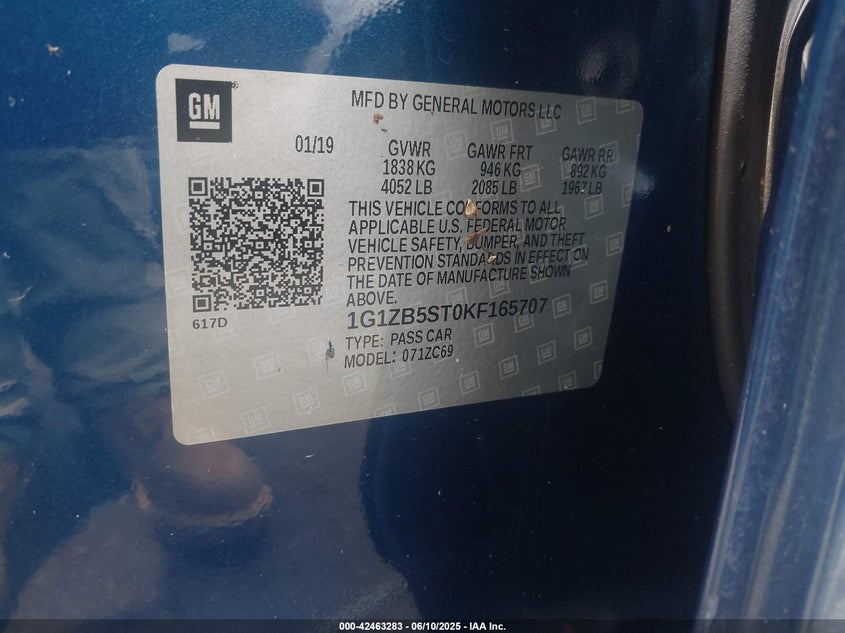 GM
MFD BY GENERAL MOTORS LLC
01/19 GVWR GAWR FRT GAWR RR
1838 KG 946 KG 892 KG
4052 LB 2085 LB 1967 LB
THIS VEHICLE CONFORMS TO ALL
APPLICABLE U.S. FEDERAL MOTOR
VEHICLE SAFETY, BUMPER, AND THEFT
PREVENTION STANDARDS IN EFFECT ON
THE DATE OF MANUFACTURE SHOWN
ABOVE.
617D
1G1ZB5ST0KF165707
TYPE: PASS CAR
MODEL: 071ZC69
000-42463283 - 06/10/2025 - IAA Inc.